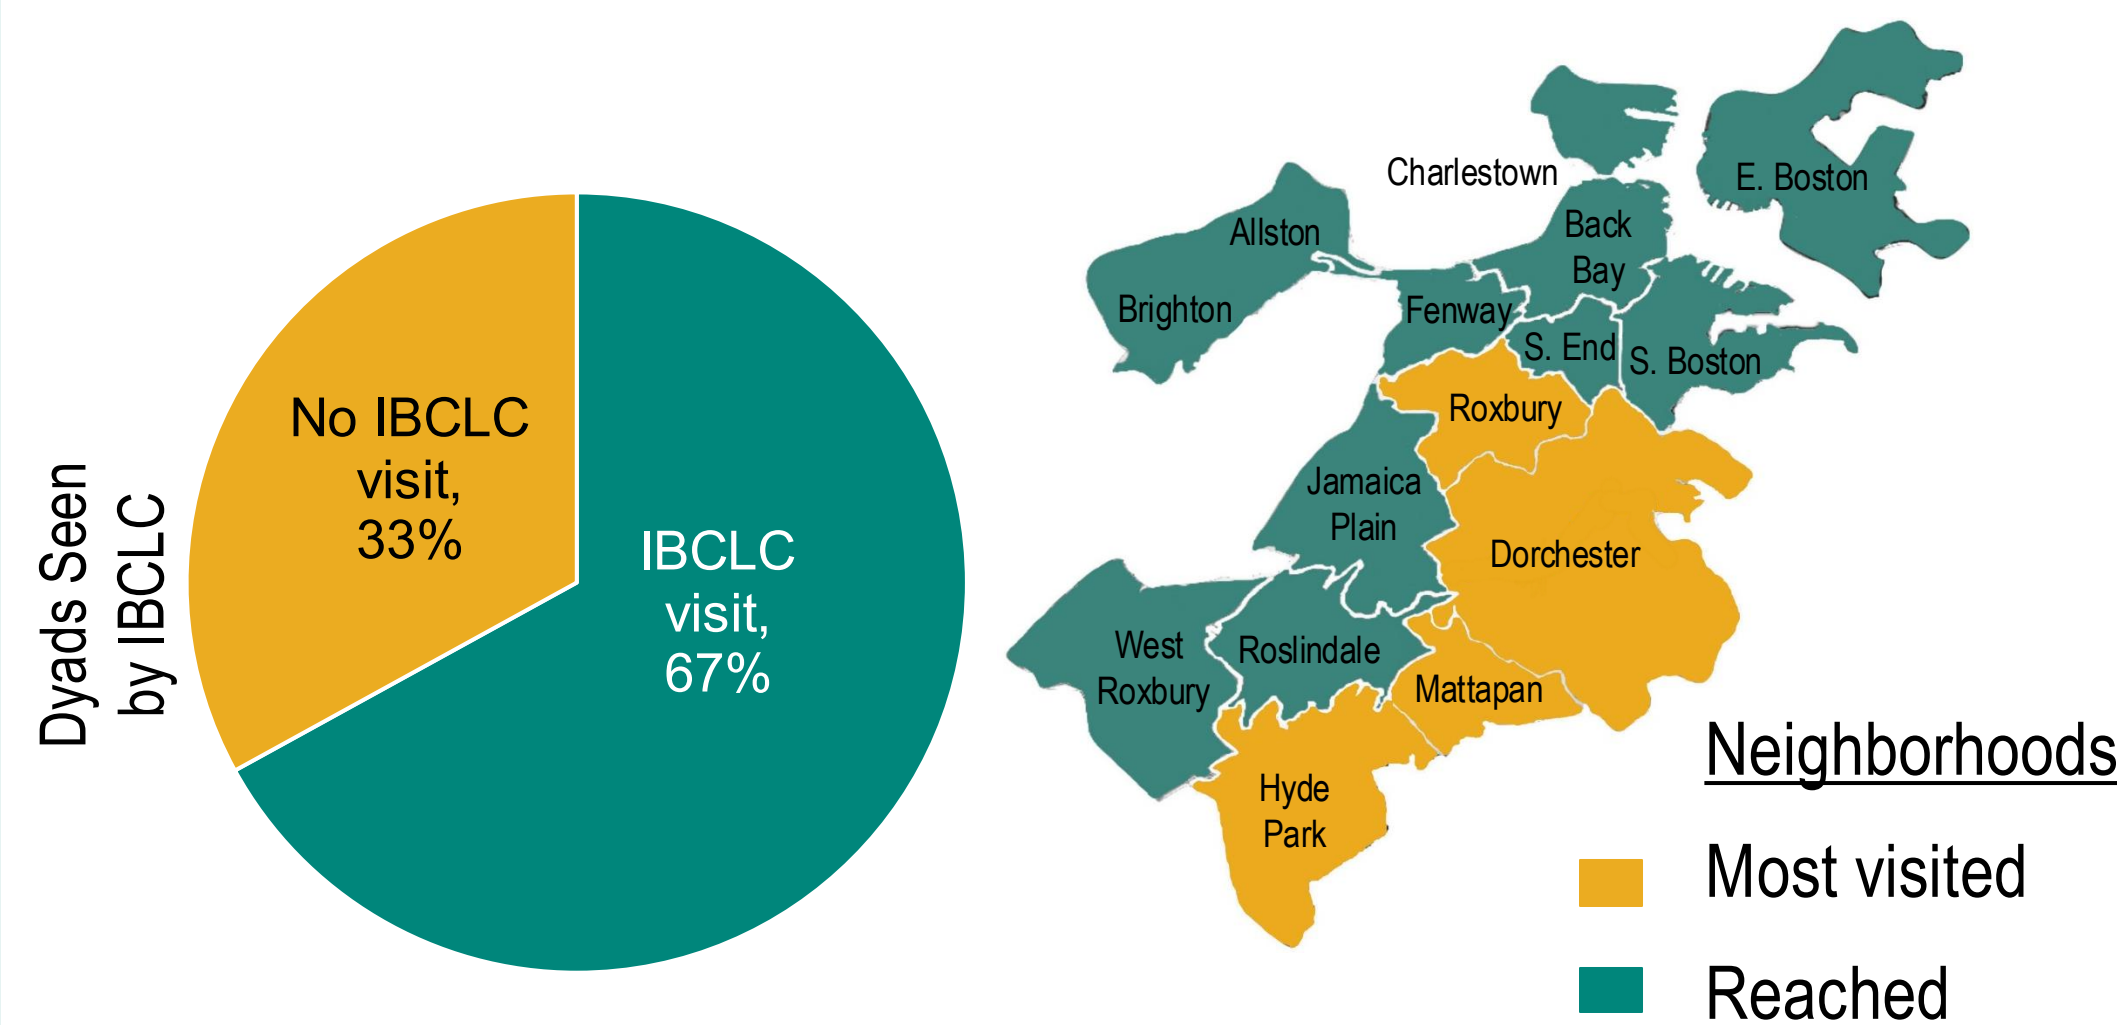 Dyads Seen
by IBCLC
No IBCLC
visit,
33%
IBCLC
visit,
67%
Charlestown
E. Boston
Allston
Back
Bay
Brighton
Fenway
S. End
S. Boston
Roxbury
Jamaica
Plain
Dorchester
West
Roxbury
Roslindale
Mattapan
Hyde
Park
Neighborhoods
Most visited
Reached